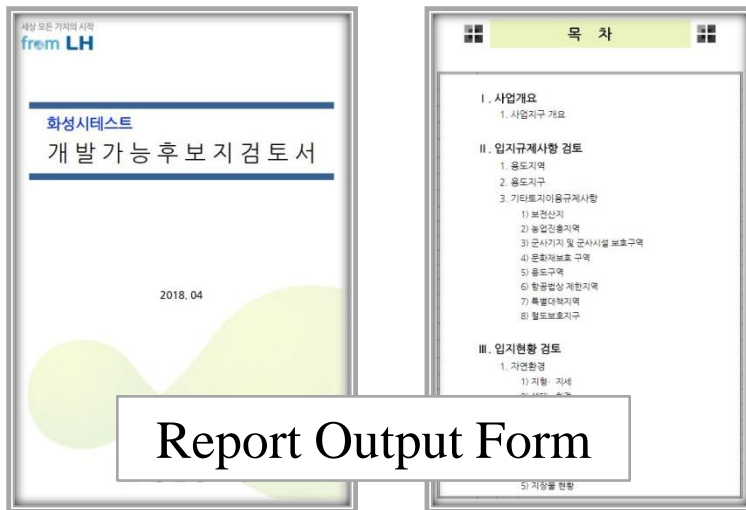 세상 모든 가치의 시작
from LH
화성시테스트
개발가능후보지검토서
2018. 04
목 차
Ⅰ. 사업개요
1. 사업지구 개요
Ⅱ. 입지규제사항 검토
1. 용도지역
2. 용도지구
3. 기타토지이용규제사항
1) 보전산지
2) 농업진흥지역
3) 군사기지 및 군사시설 보호구역
4) 문화재보호 구역
5) 용도구역
6) 항공법상 제한지역
7) 특별대책지역
8) 철도보호지구
Ⅲ. 입지현황 검토
1. 자연환경
1) 지형· 지세
Report Output Form
5) 지장물 현황